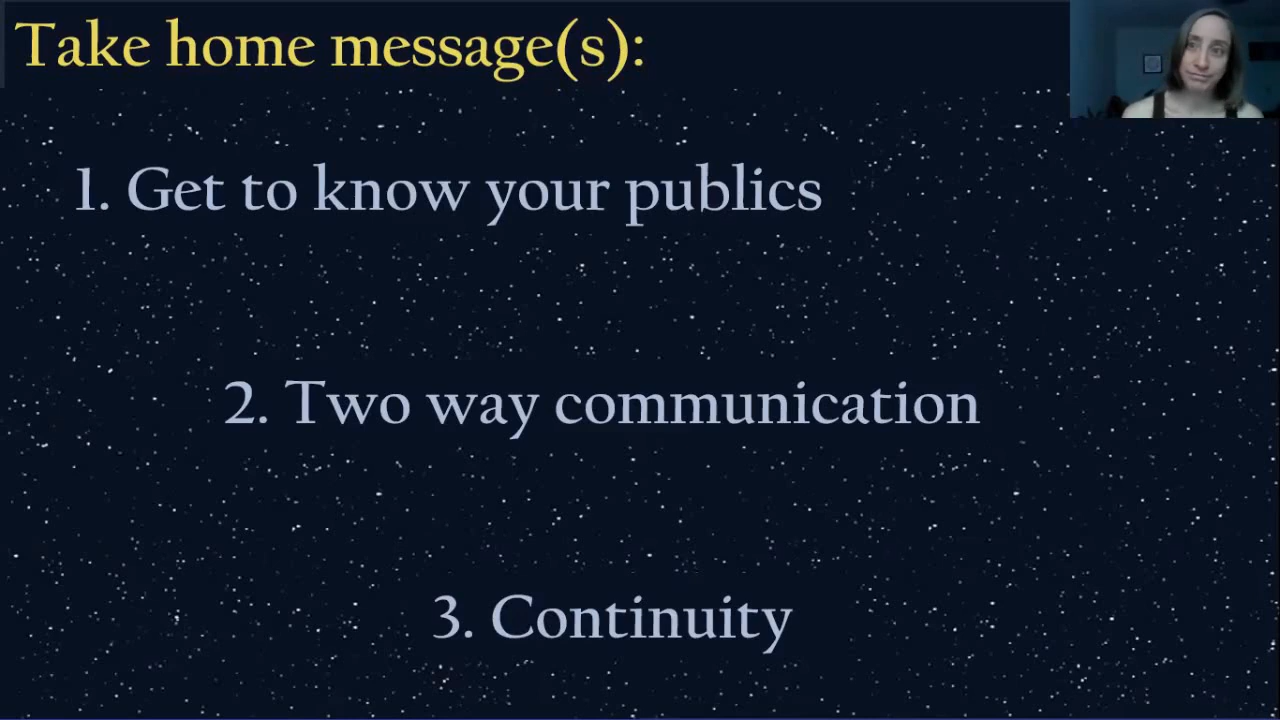 Take home message(s):
1. Get to know your publics
2. Two way communication
3. Continuity